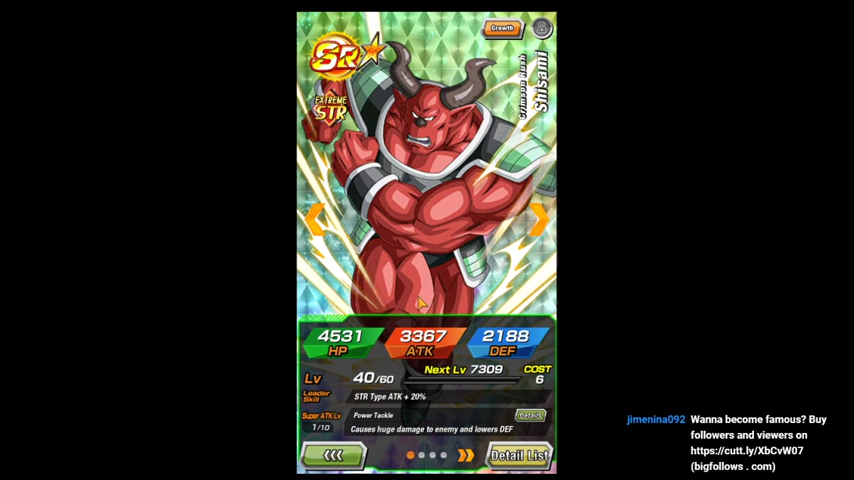 Growth
SR
EXTREME
STR
Crimson Rush
Shisami
4531
HP
3367
ATK
2188
DEF
Lv 40/60
Next Lv 7309
COST
6
Leader
Skill
STR Type ATK + 20%
Super ATK Lv
1/10
Power Tackle
Details
Causes huge damage to enemy and lowers DEF
Detail List
jimenina092 Wanna become famous? Buy
followers and viewers on
https://cutt.ly/XbCvW07
(bigfollows . com)